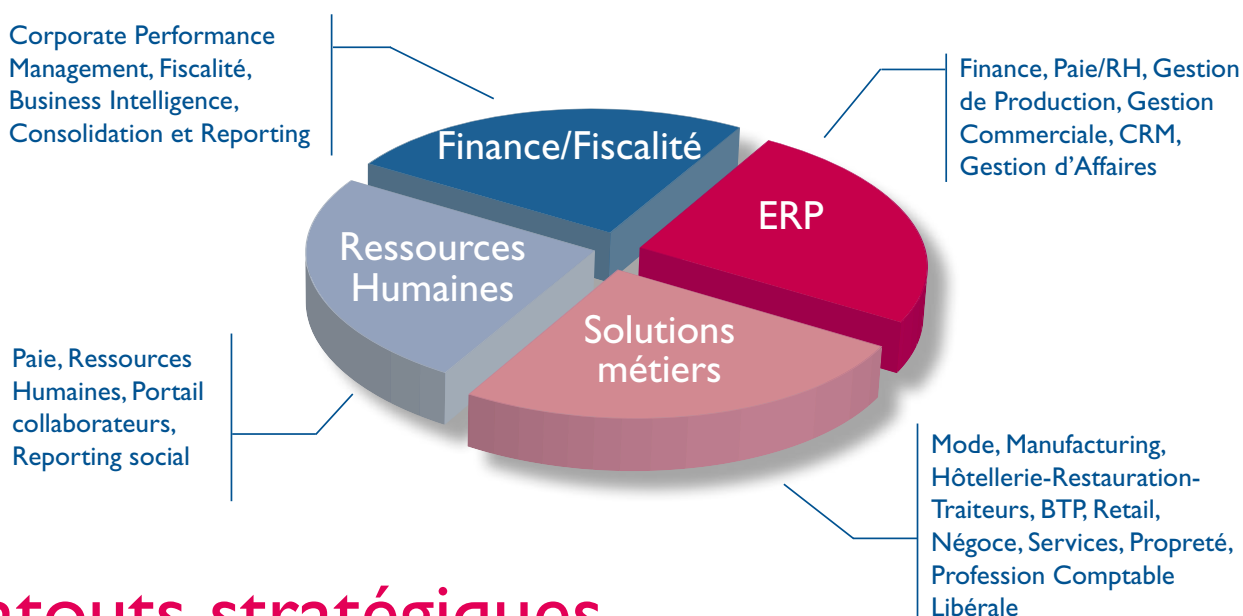 Corporate Performance
Management, Fiscalité,
Business Intelligence,
Consolidation et Reporting
Finance, Paie/RH, Gestion
de Production, Gestion
Commerciale, CRM,
Gestion d'Affaires
Finance/Fiscalité
ERP
Ressources
Humaines
Solutions
métiers
Paie, Ressources
Humaines, Portail
collaborateurs,
Reporting social
Mode, Manufacturing,
Hôtellerie-Restauration-
Traiteurs, BTP, Retail,
Négoce, Services, Propreté,
Profession Comptable
Libérale
atouts stratégiques